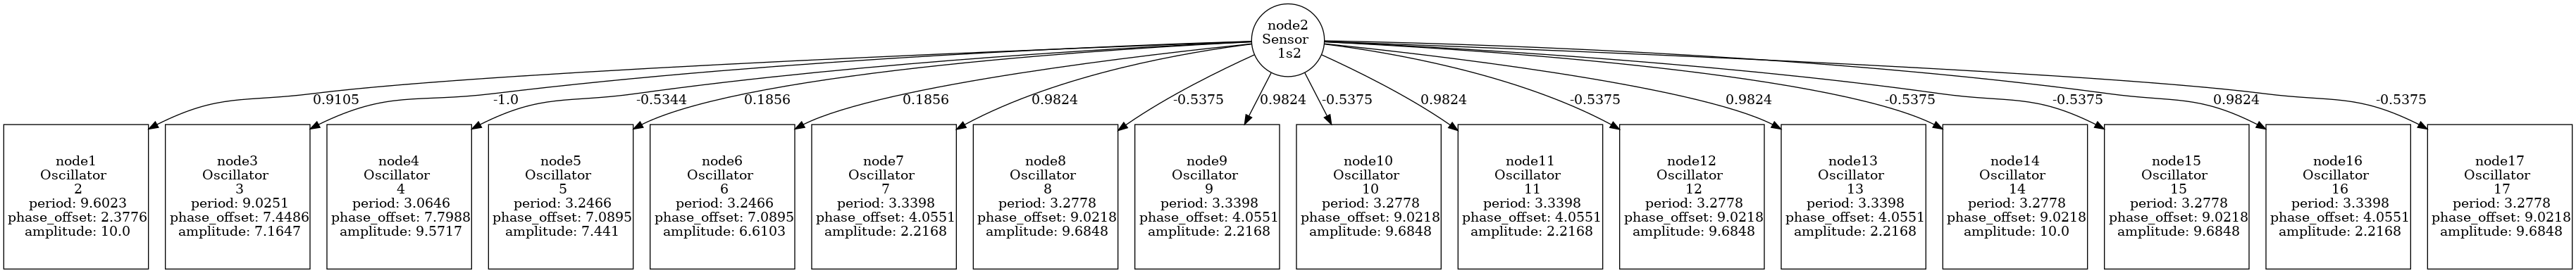 node2
Sensor
1s2
0.9105
-1.0
-0.5344
0.1856
0.1856
0.9824
-0.5375
0.9824
-0.5375
0.9824
-0.5375
0.9824
-0.5375
-0.5375
0.9824
-0.5375
node1
Oscillator
2
period: 9.6023
phase_offset: 2.3776
amplitude: 10.0
node3
Oscillator
3
period: 9.0251
phase_offset: 7.4486
amplitude: 7.1647
node4
Oscillator
4
period: 3.0646
phase_offset: 7.7988
amplitude: 9.5717
node5
Oscillator
5
period: 3.2466
phase_offset: 7.0895
amplitude: 7.441
node6
Oscillator
6
period: 3.2466
phase_offset: 7.0895
amplitude: 6.6103
node7
Oscillator
7
period: 3.3398
phase_offset: 4.0551
amplitude: 2.2168
node8
Oscillator
8
period: 3.2778
phase_offset: 9.0218
amplitude: 9.6848
node9
Oscillator
9
period: 3.3398
phase_offset: 4.0551
amplitude: 2.2168
node10
Oscillator
10
period: 3.2778
phase_offset: 9.0218
amplitude: 9.6848
node11
Oscillator
11
period: 3.3398
phase_offset: 4.0551
amplitude: 2.2168
node12
Oscillator
12
period: 3.2778
phase_offset: 9.0218
amplitude: 9.6848
node13
Oscillator
13
period: 3.3398
phase_offset: 4.0551
amplitude: 2.2168
node14
Oscillator
14
period: 3.2778
phase_offset: 9.0218
amplitude: 10.0
node15
Oscillator
15
period: 3.2778
phase_offset: 9.0218
amplitude: 9.6848
node16
Oscillator
16
period: 3.3398
phase_offset: 4.0551
amplitude: 2.2168
node17
Oscillator
17
period: 3.2778
phase_offset: 9.0218
amplitude: 9.6848